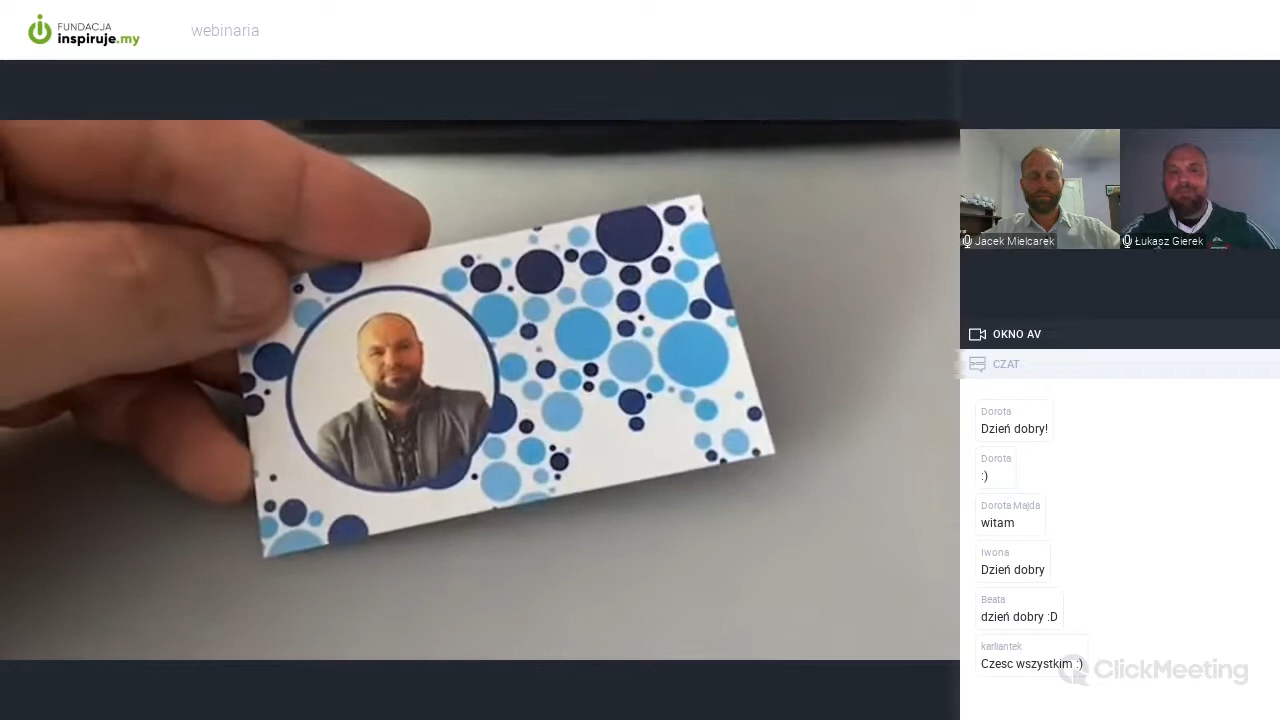 FUNDACJA
inspiruje.my
webinaria
Jacek Mielcarek
Łukasz Gierek
OKNO AV
CZAT
Dorota
Dzień dobry!
Dorota
:)
Dorota Majda
witam
Iwona
Dzień dobry
Beata
dzień dobry :D
karliantek
Czesc wszystkim :)
ClickMeeting